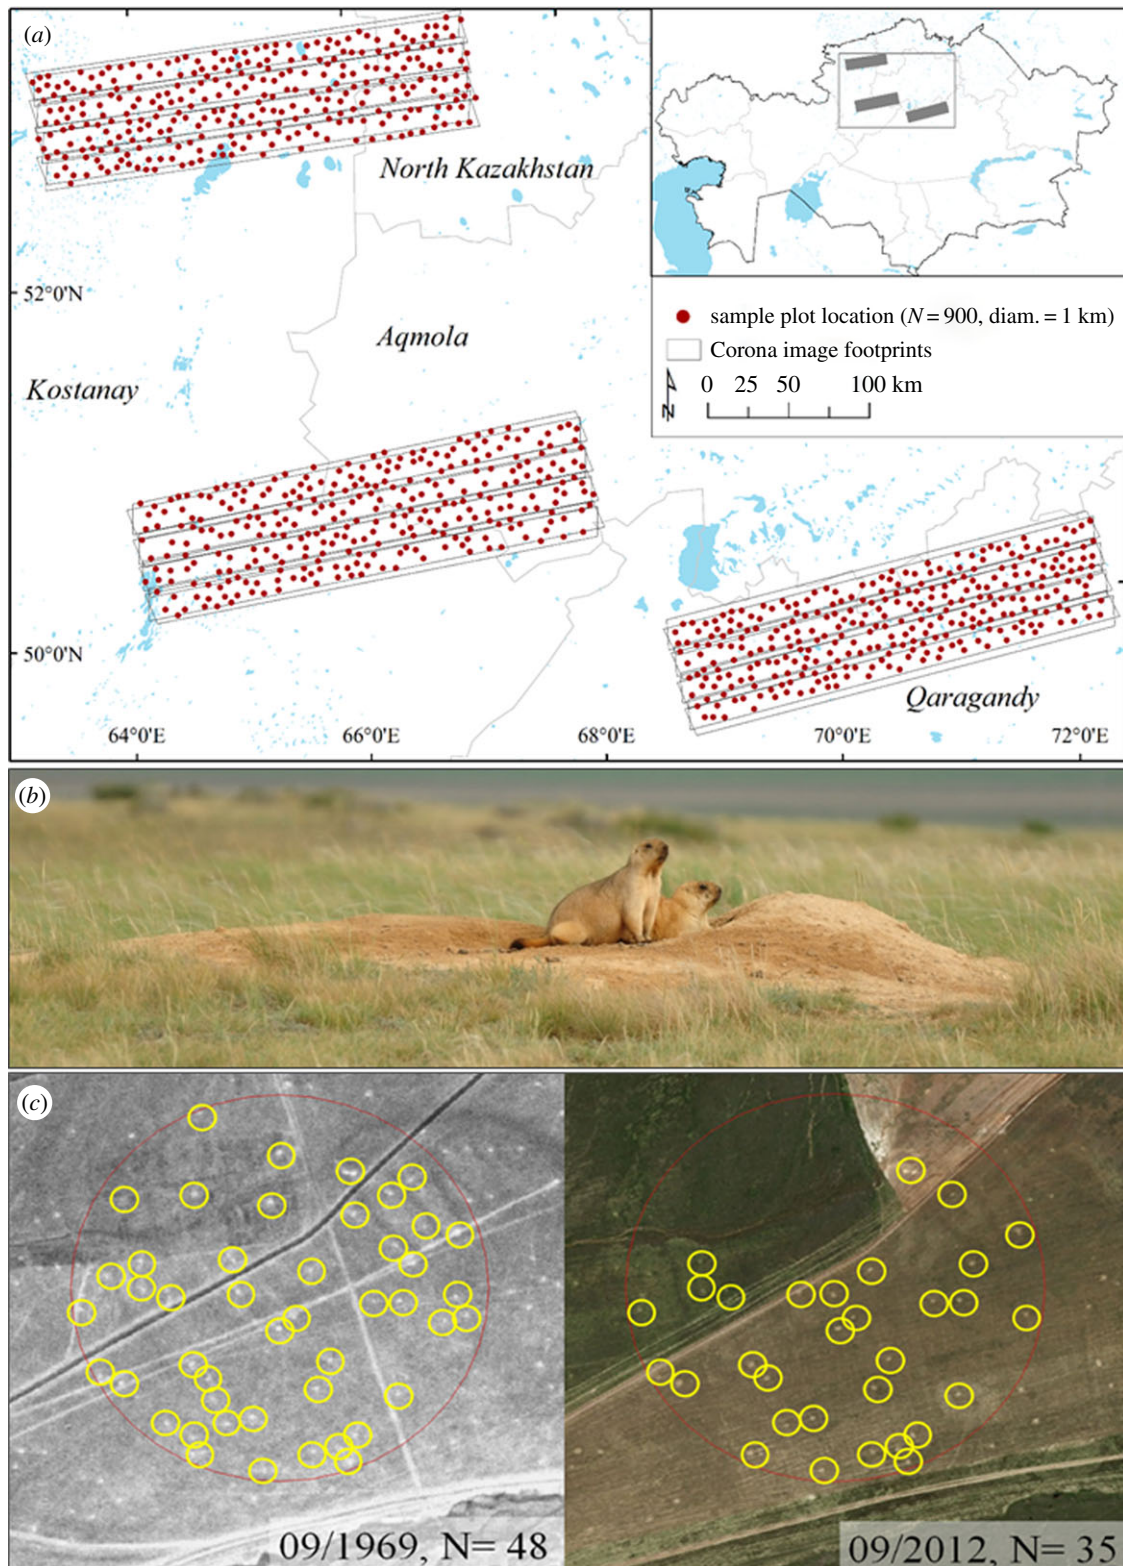 (a)
North Kazakhstan
52°0'N
sample plot location (N = 900, diam. = 1 km)
Aqmola
Corona image footprints
Kostanay
N
0 25 50 100 km
50°0'N
Qaragandy
64°0'E 66°0'E 68°0'E 70°0'E 72°0'E
(b)
(c)
09/1969, N= 48
09/2012, N= 35